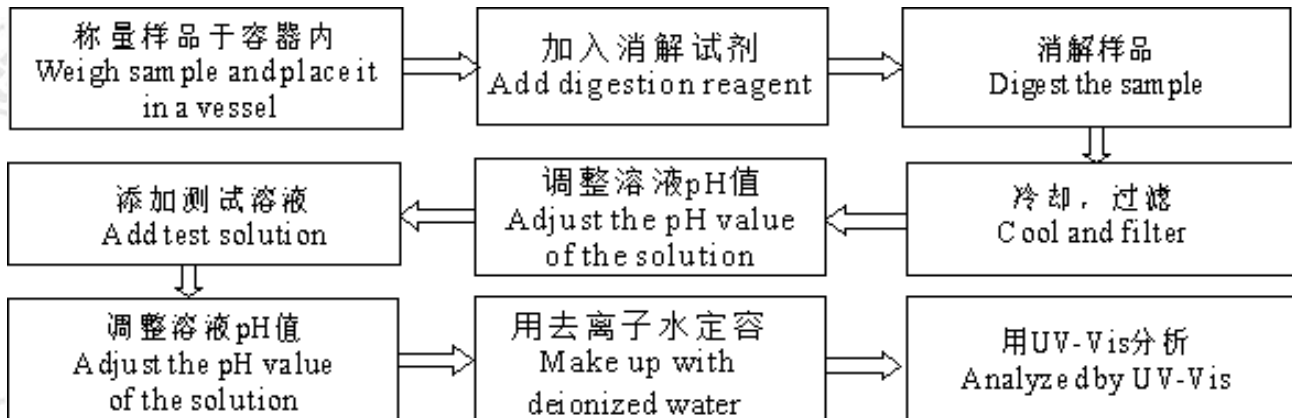 称量样品于容器内
Weigh sample and place it
in a vessel
加入消解试剂
Add digestion reagent
消解样品
Digest the sample
冷却，过滤
Cool and filter
调整溶液pH值
Adjust the pH value
of the solution
添加测试溶液
Add test solution
调整溶液pH值
Adjust the pH value
of the solution
用去离子水定容
Make up with
deionized water
用UV-Vis分析
Analyzed by UV-Vis